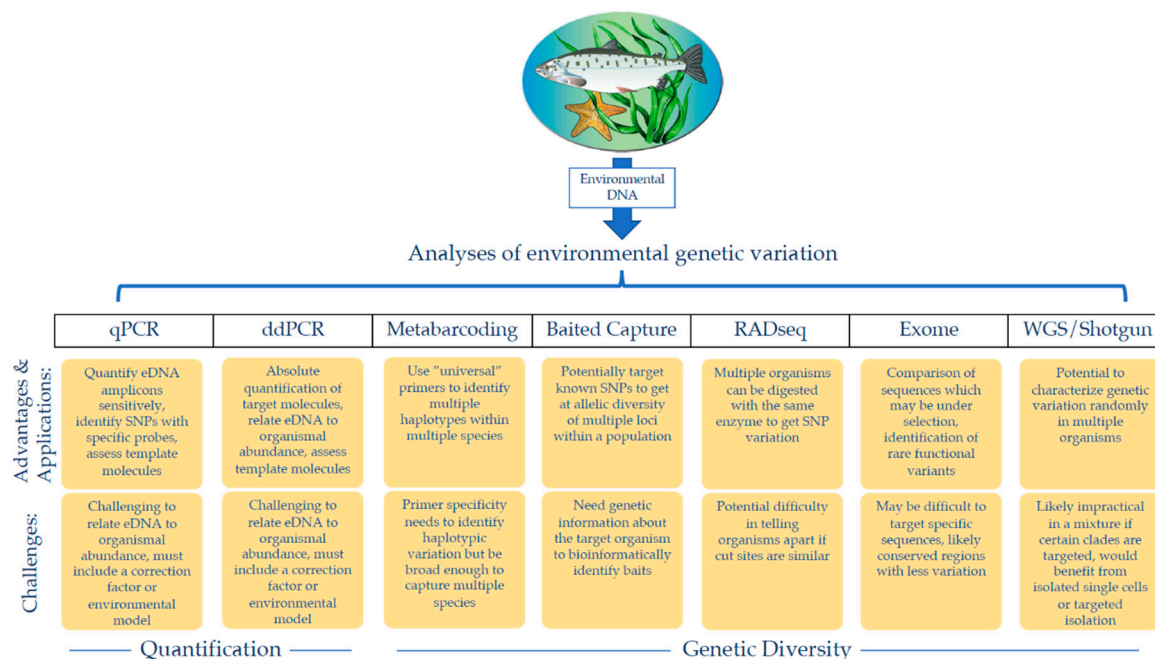 Environmental
DNA
Analyses of environmental genetic variation
qPCR
ddPCR
Metabarcoding
Baited Capture
RADseq
Exome
WGS/Shotgun
Advantages &
Applications:
Quantify eDNA
amplicons
sensitively,
identify SNPs with
specific probes,
assess template
molecules
Absolute
quantification of
target molecules,
relate eDNA to
organismal
abundance, assess
template molecules
Use "universal"
primers to identify
multiple
haplotypes within
multiple species
Potentially target
known SNPs to get
at allelic diversity
of multiple loci
within a population
Multiple organisms
can be digested
with the same
enzyme to get SNP
variation
Comparison of
sequences which
may be under
selection,
identification of
rare functional
variants
Potential to
characterize genetic
variation randomly
in multiple
organisms
Challenges:
Challenging to
relate eDNA to
organismal
abundance, must
include a correction
factor or
environmental
model
Challenging to
relate eDNA to
organismal
abundance, must
include a correction
factor or
environmental
model
Primer specificity
needs to identify
haplotypic
variation but be
broad enough to
capture multiple
species
Need genetic
information about
the target organism
to bioinformatically
identify baits
Potential difficulty
in telling
organisms apart if
cut sites are similar
May be difficult to
target specific
sequences, likely
conserved regions
with less variation
Likely impractical
in a mixture if
certain clades are
targeted, would
benefit from
isolated single cells
or targeted
isolation
Quantification
Genetic Diversity